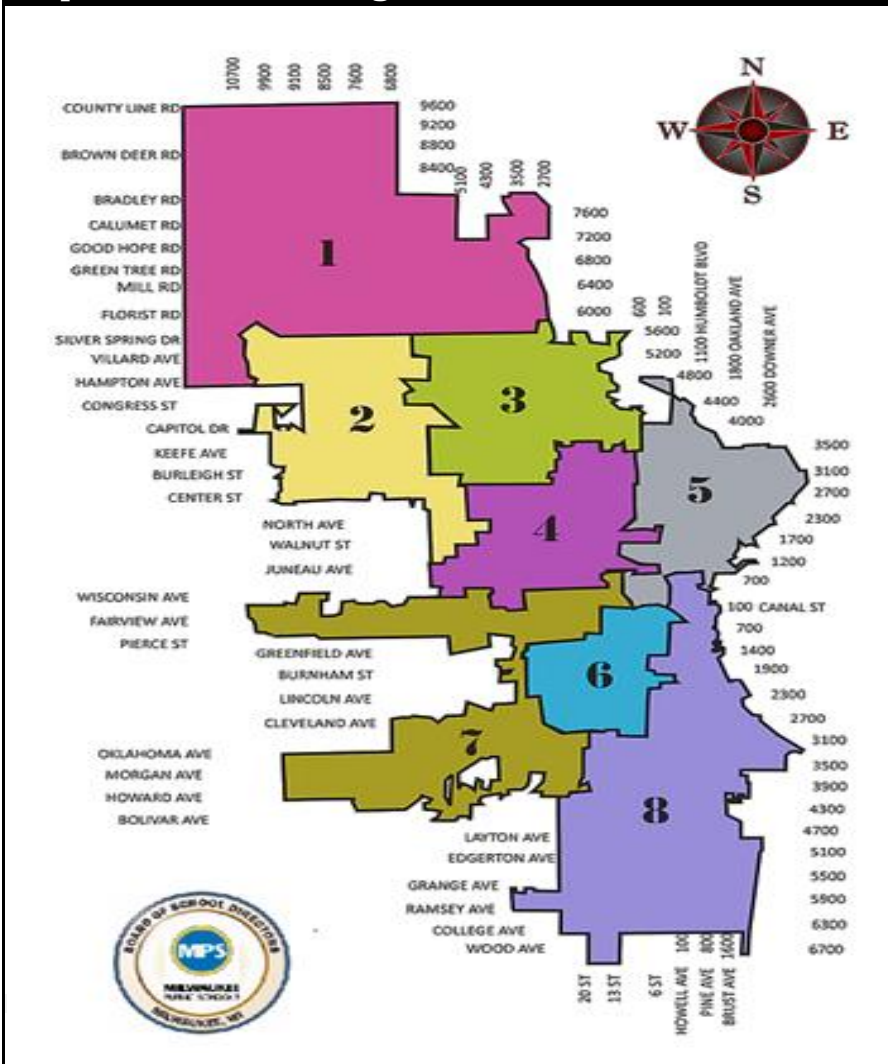 10700
9900
9100
8500
7600
6800
COUNTY LINE RD
BROWN DEER RD
BRADLEY RD
CALUMET RD
GOOD HOPE RD
GREEN TREE RD
MILL RD
FLORIST RD
SILVER SPRING DR
VILLARD AVE
HAMPTON AVE
CONGRESS ST
CAPITOL DR
KEEFE AVE
BURLEIGH ST
CENTER ST
NORTH AVE
WALNUT ST
JUNEAU AVE
WISCONSIN AVE
FAIRVIEW AVE
PIERCE ST
GREENFIELD AVE
BURNHAM ST
LINCOLN AVE
CLEVELAND AVE
OKLAHOMA AVE
MORGAN AVE
HOWARD AVE
BOLIVAR AVE
LAYTON AVE
EDGERTON AVE
GRANGE AVE
RAMSEY AVE
COLLEGE AVE
WOOD AVE
9600
9200
8800
8400
5100
4300
3500
2700
7600
7200
6800
6400
6000
600
100
1100 HUMBOLDT BLVD
1800 OAKLAND AVE
2600 DOWNER AVE
5600
5200
4800
4400
4000
3500
3100
2700
2300
1700
1200
700
100 CANAL ST
700
1400
1900
2300
2700
3100
3500
3900
4300
4700
5100
5500
5900
6300
6700
20 ST
13 ST
6 ST
HOWELL AVE 100
PINE AVE 800
BRUST AVE 1600
1
2
3
4
5
6
7
8
N
W
E
S
BOARD OF SCHOOL DIRECTORS
MPS
MILWAUKEE
PUBLIC SCHOOLS
MILWAUKEE, WI